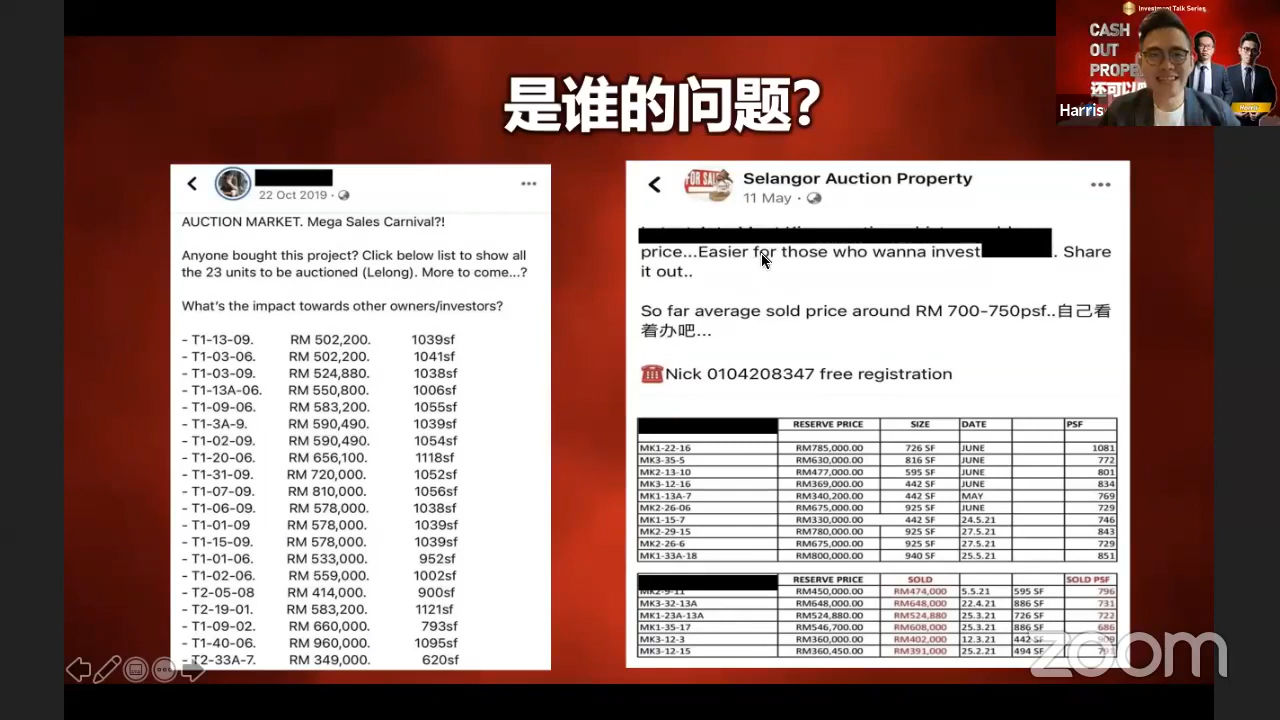 是谁的问题?
Investment Talk Series
CASH
OUT
Harris
22 Oct 2019
AUCTION MARKET. Mega Sales Carnival?!
Anyone bought this project? Click below list to show all
the 23 units to be auctioned (Lelong). More to come...?
What's the impact towards other owners/investors?
- T1-13-09. RM 502,200. 1039sf
- T1-03-06. RM 502,200. 1041sf
- T1-03-09. RM 524,880. 1038sf
- T1-13A-06. RM 550,800. 1006sf
- T1-09-06. RM 583,200. 1055sf
- T1-3A-9. RM 590,490. 1039sf
- T1-02-09. RM 590,490. 1054sf
- T1-20-06. RM 656,100. 1118sf
- T1-31-09. RM 720,000. 1052sf
- T1-07-09. RM 810,000. 1056sf
- T1-06-09. RM 578,000. 1038sf
- T1-01-09 RM 578,000. 1039sf
- T1-15-09. RM 578,000. 1039sf
- T1-01-06. RM 533,000. 952sf
- T1-02-06. RM 559,000. 1002sf
- T2-05-08 RM 414,000. 900sf
- T2-19-01. RM 583,200. 1121sf
- T1-09-02. RM 660,000. 793sf
- T1-40-06. RM 960,000. 1095sf
- T2-33A-7. RM 349,000. 620sf
FOR SALE
Selangor Auction Property
11 May
price...Easier for those who wanna invest . Share
it out..
So far average sold price around RM 700-750psf..自己看
着办吧...
☎Nick 0104208347 free registration
RESERVE PRICE SIZE DATE PSF
MK1-22-16 RM785,000.00 726 SF JUNE 1081
MK3-35-5 RM630,000.00 816 SF JUNE 772
MK2-13-10 RM477,000.00 595 SF JUNE 801
MK3-12-16 RM369,000.00 442 SF JUNE 834
MK1-13A-7 RM340,200.00 442 SF MAY 769
MK2-26-06 RM675,000.00 925 SF JUNE 729
MK1-15-7 RM330,000.00 442 SF 24.5.21 746
MK2-29-15 RM780,000.00 925 SF 27.5.21 843
MK2-26-6 RM675,000.00 925 SF 27.5.21 729
MK1-33A-18 RM800,000.00 940 SF 25.5.21 851
RESERVE PRICE SOLD SOLD PSF
MK2-9-11 RM450,000.00 RM474,000 5.5.21 595 SF 796
MK3-32-13A RM648,000.00 RM648,000 22.4.21 886 SF 731
MK1-23A-13A RM524,880.00 RM524,880 25.3.21 726 SF 722
MK1-35-17 RM546,700.00 RM608,000 25.3.21 886 SF 686
MK3-12-3 RM360,000.00 RM402,000 12.3.21 442 SF
MK3-12-15 RM360,450.00 RM391,000 25.2.21 494 SF
zoom